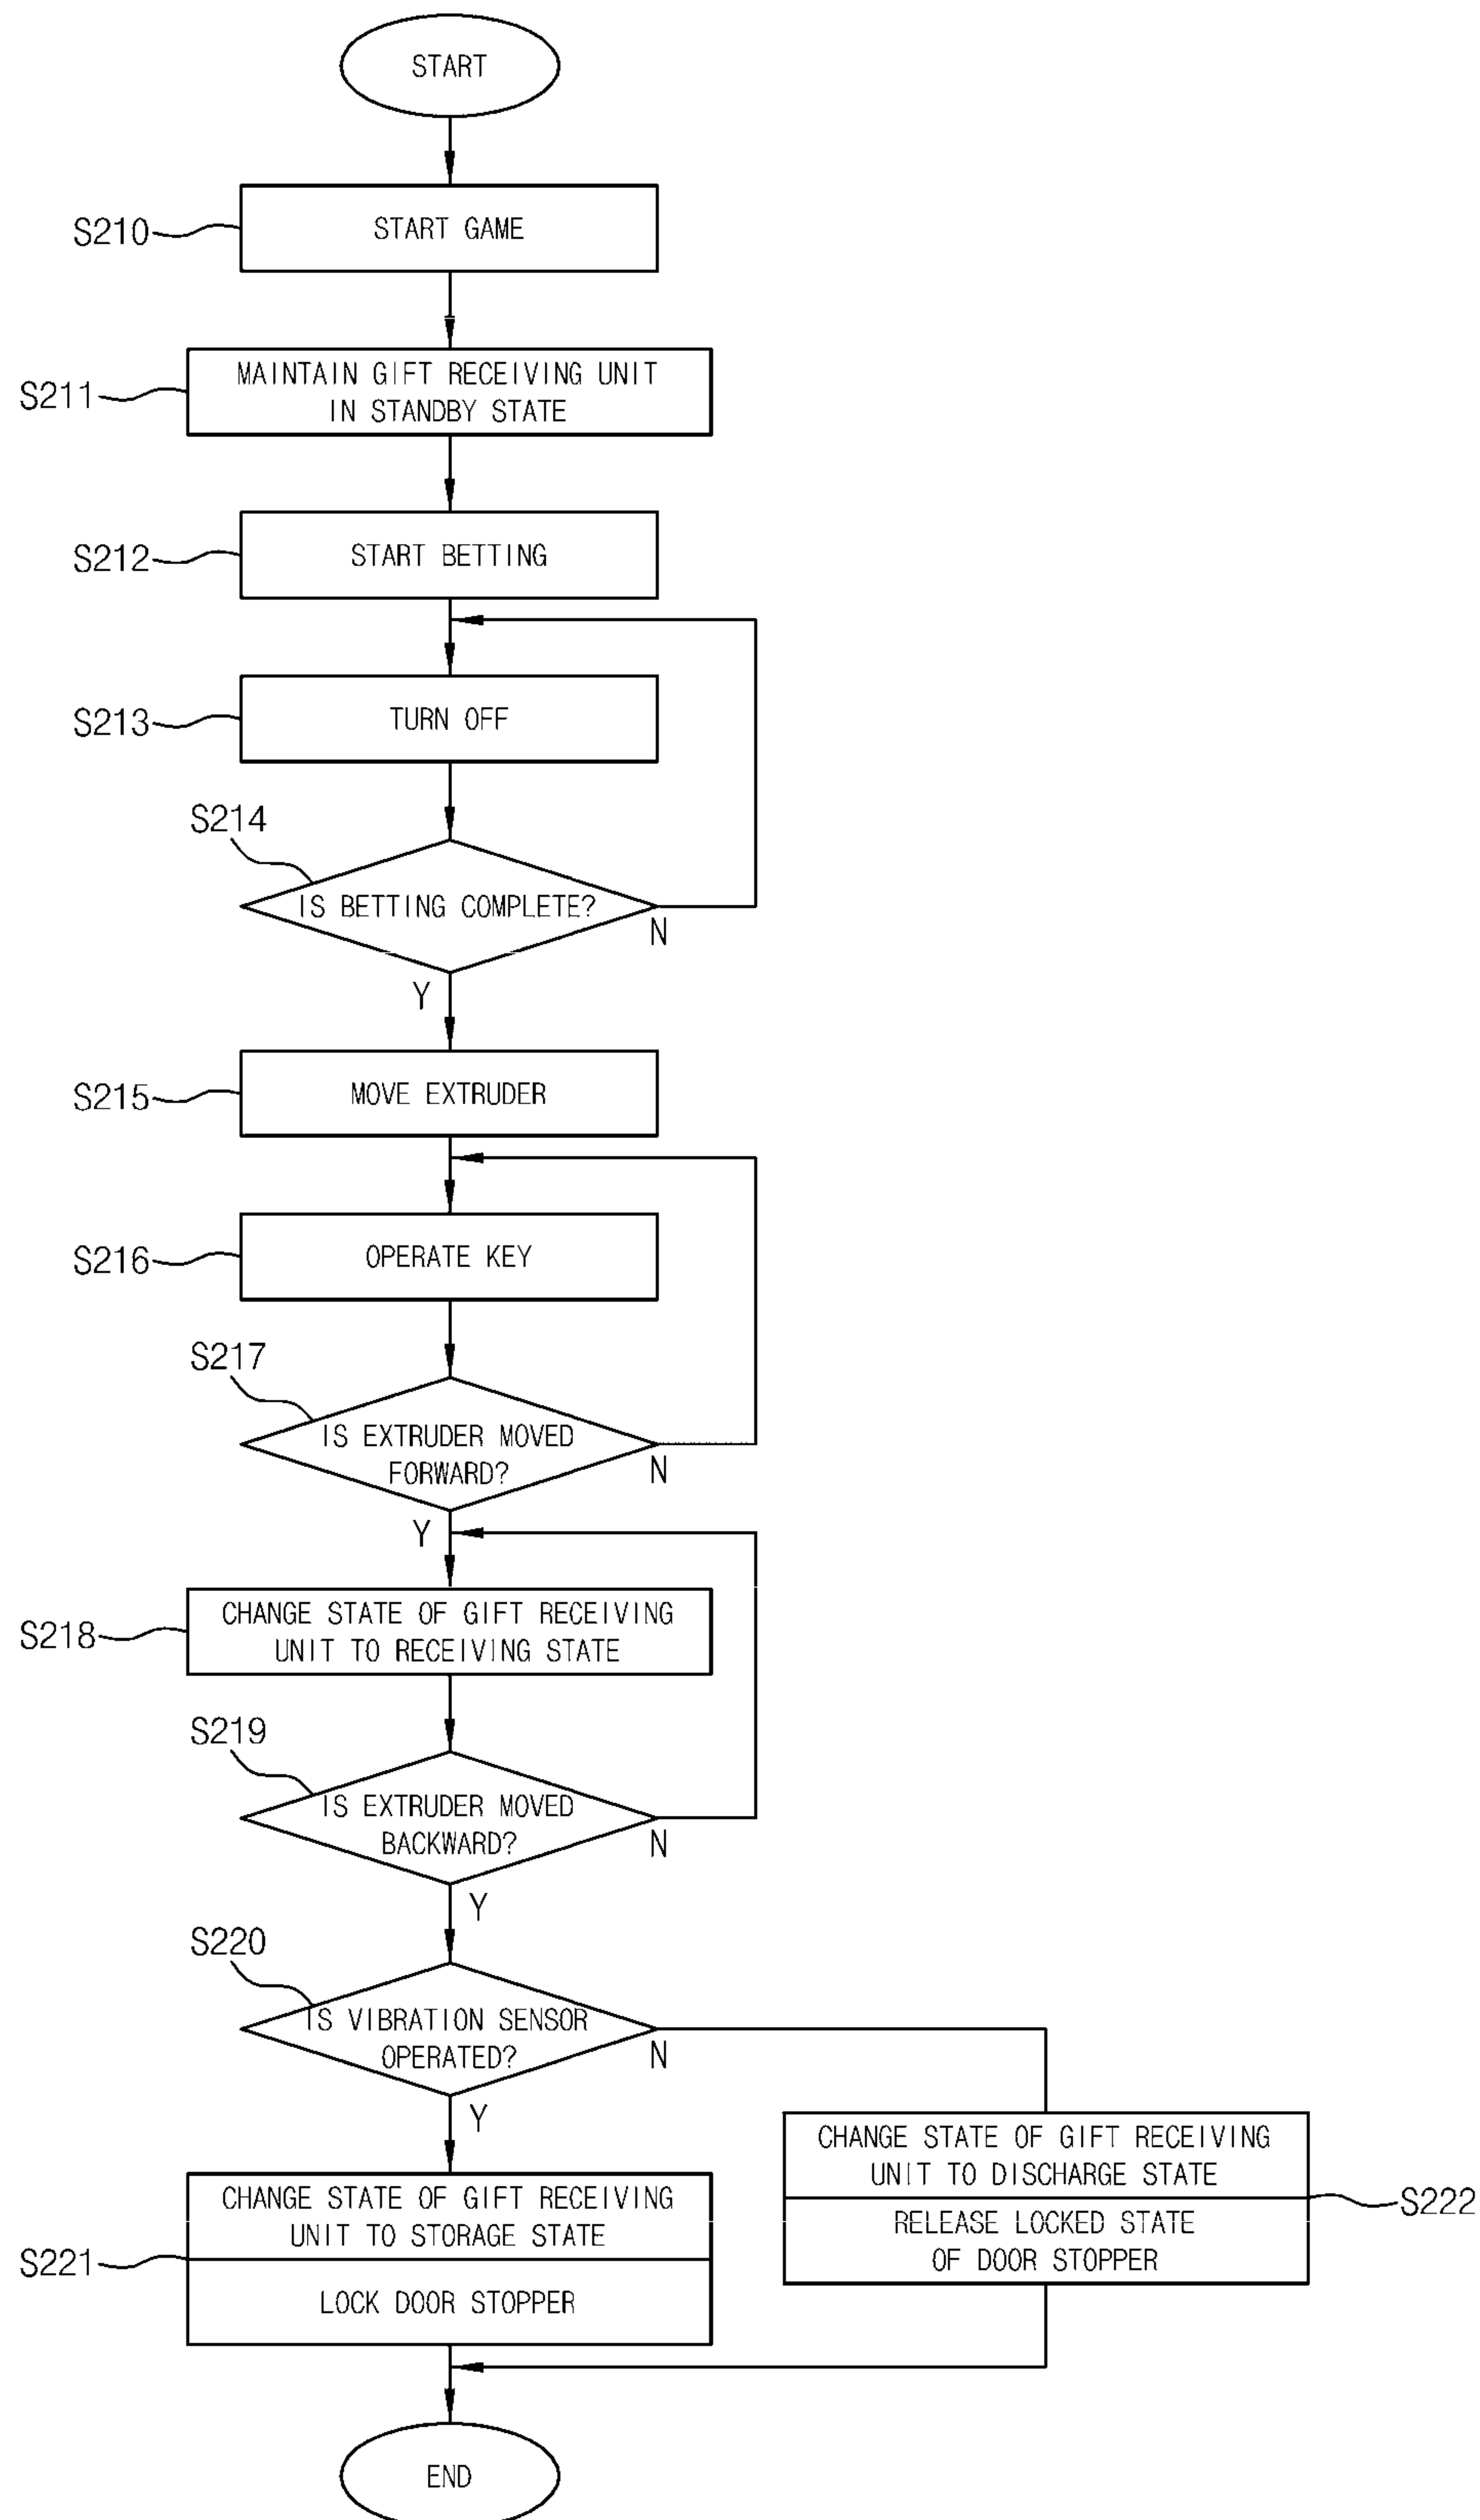 START
S210
START GAME
S211
MAINTAIN GIFT RECEIVING UNIT
IN STANDBY STATE
S212
START BETTING
S213
TURN OFF
S214
IS BETTING COMPLETE?
N
Y
S215
MOVE EXTRUDER
S216
OPERATE KEY
S217
IS EXTRUDER MOVED
FORWARD?
N
Y
S218
CHANGE STATE OF GIFT RECEIVING
UNIT TO RECEIVING STATE
S219
IS EXTRUDER MOVED
BACKWARD?
N
Y
S220
IS VIBRATION SENSOR
OPERATED?
N
Y
S221
CHANGE STATE OF GIFT RECEIVING
UNIT TO STORAGE STATE
LOCK DOOR STOPPER
CHANGE STATE OF GIFT RECEIVING
UNIT TO DISCHARGE STATE
RELEASE LOCKED STATE
OF DOOR STOPPER
S222
END